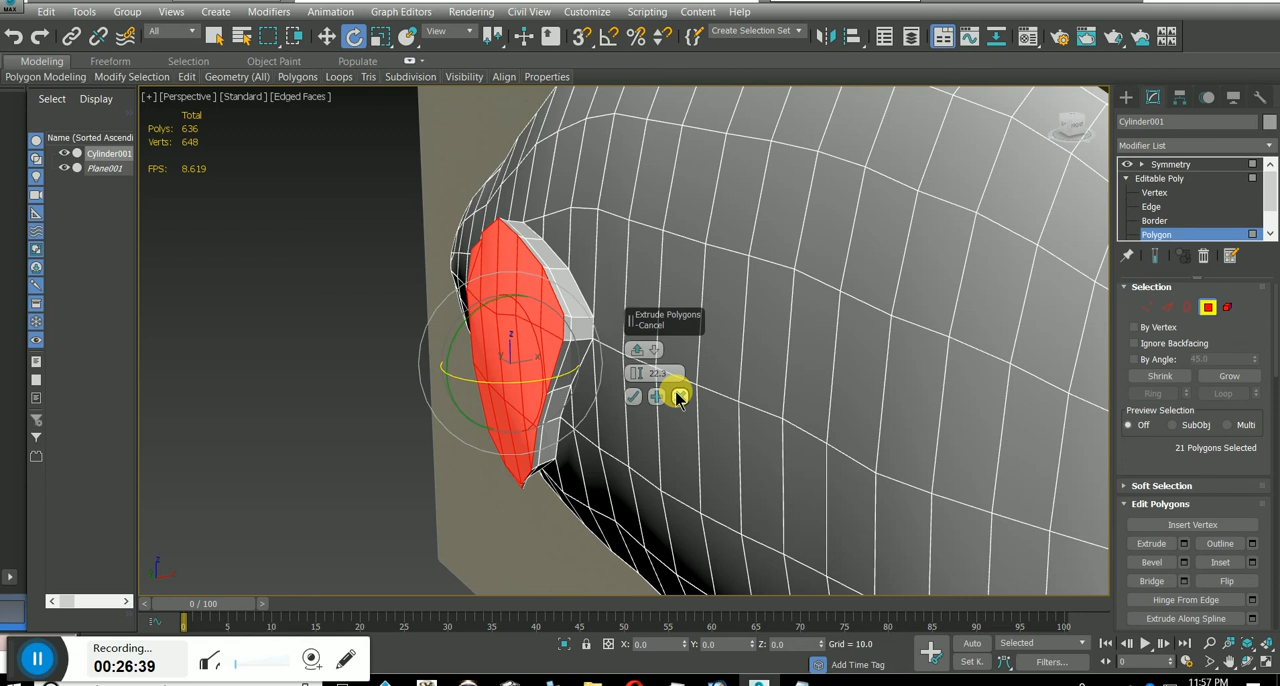 MAX
Edit Tools Group Views Create Modifiers Animation Graph Editors Rendering Civil View Customize Scripting Content Help
All View Create Selection Set
Modeling Freeform Selection Object Paint Populate
Polygon Modeling Modify Selection Edit Geometry (All) Polygons Loops Tris Subdivision Visibility Align Properties
Select Display
[+] [Perspective] [Standard] [Edged Faces]
Total
Polys: 636
Verts: 648
FPS: 8.619
Name (Sorted Ascendi
Cylinder001
Plane001
Extrude Polygons
-Cancel
22.3
z
x
Cylinder001
Modifier List
Symmetry
Editable Poly
Vertex
Edge
Border
Polygon
Selection
By Vertex
Ignore Backfacing
By Angle: 45.0
Shrink Grow
Ring Loop
Preview Selection
Off SubObj Multi
21 Polygons Selected
Soft Selection
Edit Polygons
Insert Vertex
Extrude Outline
Bevel Inset
Bridge Flip
Hinge From Edge
Extrude Along Spline
z
x
< 0 / 100 >
0 5 10 15 20 25 30 35 40 45 50 55 60 65 70 75 80 85 90 95 100
Recording...
00:26:39
X: 0.0 Y: 0.0 Z: 0.0 Grid = 10.0
Add Time Tag
Auto Selected
Set K. Filters...
0
11:57 PM